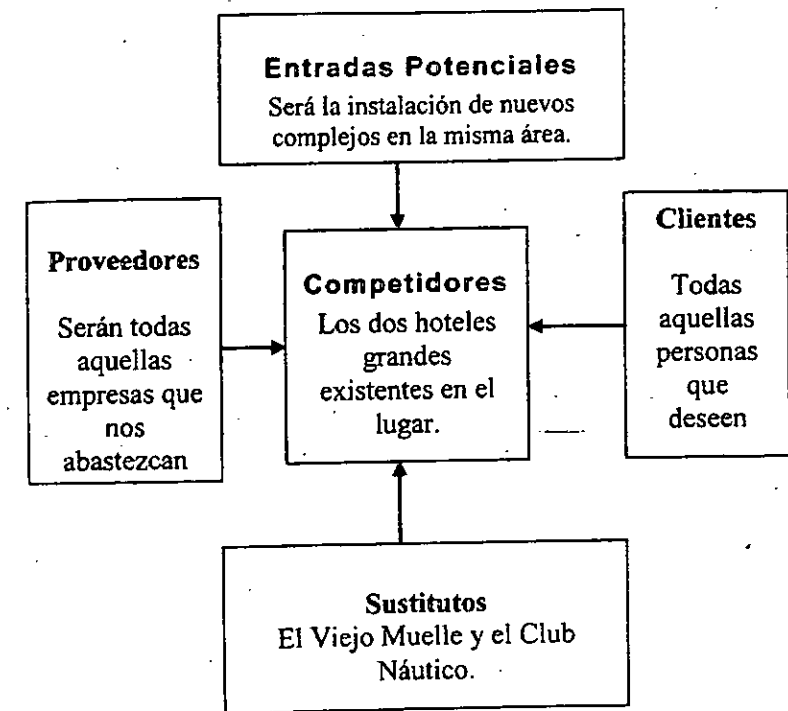 Entradas Potenciales
Será la instalación de nuevos
complejos en la misma área.
Proveedores
Serán todas
aquellas
empresas que
nos
abastezcan
Competidores
Los dos hoteles
grandes
existentes en el
lugar.
Clientes
Todas
aquellas
personas
que
deseen
Sustitutos
El Viejo Muelle y el Club
Náutico.